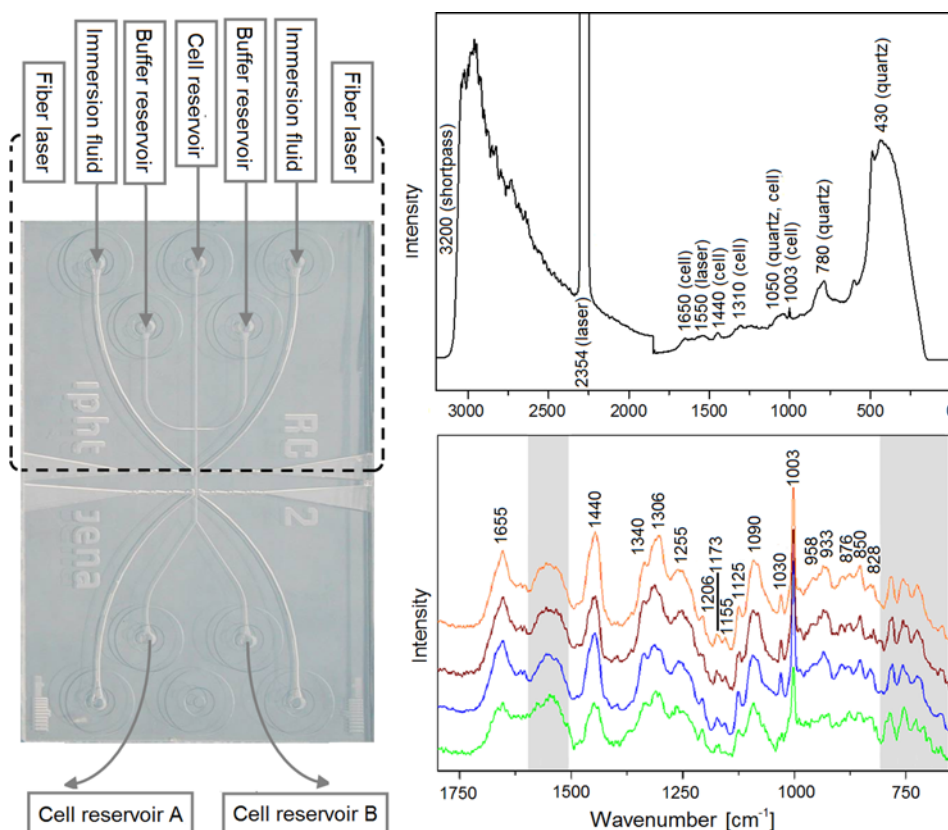 Fiber laser
Immersion fluid
Buffer reservoir
Cell reservoir
Buffer reservoir
Immersion fluid
Fiber laser
ipht
jena
RC
2
Cell reservoir A
Cell reservoir B
Intensity
3200 (shortpass)
2354 (laser)
1650 (cell)
1550 (laser)
1440 (cell)
1310 (cell)
1050 (quartz, cell)
1003 (cell)
780 (quartz)
430 (quartz)
3000 2500 2000 1500 1000 500 0
Intensity
1655
1440
1340
1306
1255
1206
1173
1155
1125
1090
1030
1003
958
933
876
850
828
1750 1500 1250 1000 750
Wavenumber [cm⁻¹]